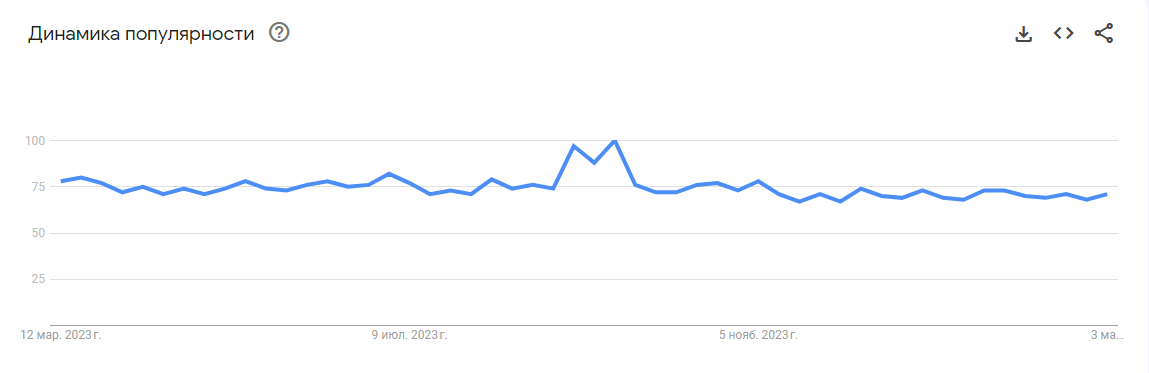 Динамика популярности ?
100
75
50
25
12 мар. 2023 г. 9 июл. 2023 г. 5 нояб. 2023 г. 3 ма...